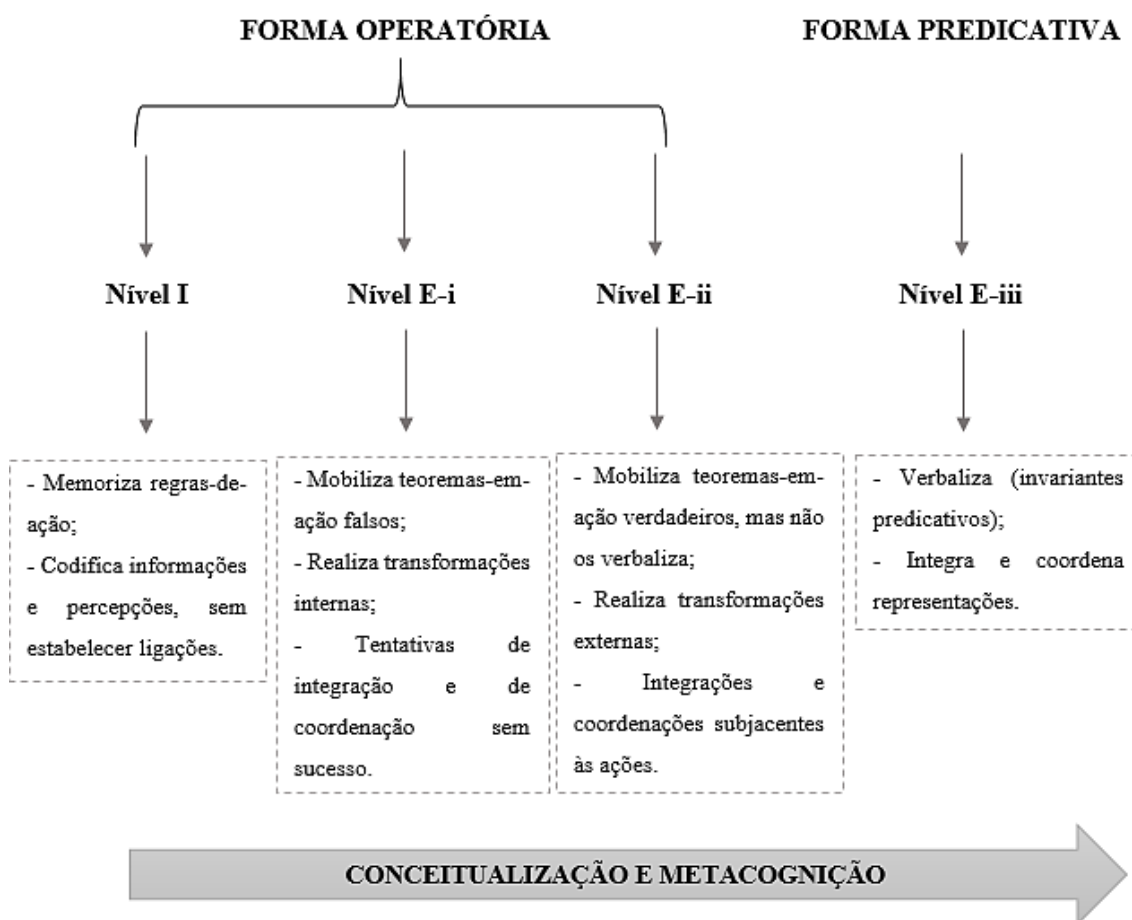 FORMA OPERATÓRIA
FORMA PREDICATIVA
Nível I
Nível E-i
Nível E-ii
Nível E-iii
- Memoriza regras-de-
ação;
- Codifica informações
e percepções, sem
estabelecer ligações.
- Mobiliza teoremas-em-
ação falsos;
- Realiza transformações
internas;
- Tentativas de
integração e de
coordenação sem
sucesso.
- Mobiliza teoremas-em-
ação verdadeiros, mas não
os verbaliza;
- Realiza transformações
externas;
- Integrações e
coordenações subjacentes
às ações.
- Verbaliza (invariantes
predicativos);
- Integra e coordena
representações.
CONCEITUALIZAÇÃO E METACOGNIÇÃO